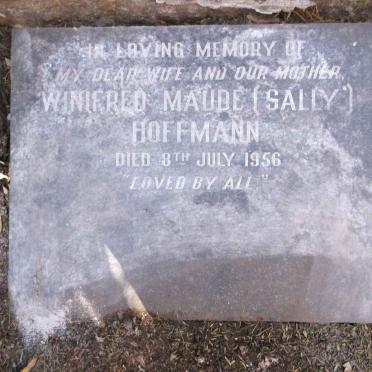 IN LOVING MEMORY OF
MY DEAR WIFE AND OUR MOTHER,
WINIFRED MAUDE (SALLY)
HOFFMANN
DIED 8TH JULY 1956
"LOVED BY ALL"